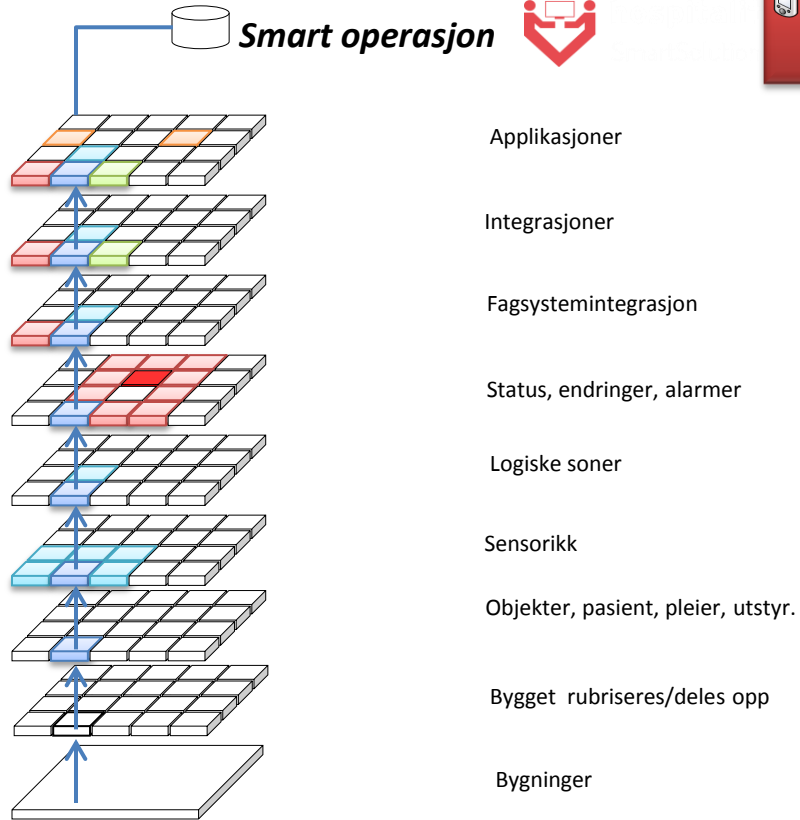 Smart operasjon
Applikasjoner
Integrasjoner
Fagsystemintegrasjon
Status, endringer, alarmer
Logiske soner
Sensorikk
Objekter, pasient, pleier, utstyr.
Bygget rubriseres/deles opp
Bygninger